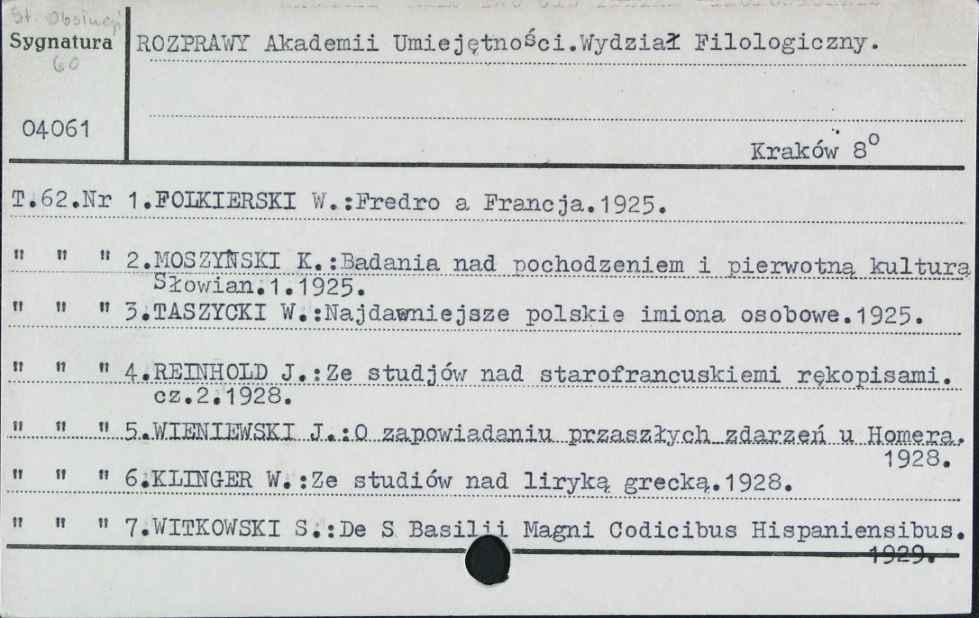 St. Obsługi
Sygnatura
60
ROZPRAWY Akademii Umiejętności.Wydział Filologiczny.
04061
Kraków 8⁰
T.62.Nr 1.FOLKIERSKI W.:Fredro a Francja.1925.
" " " 2.MOSZYŃSKI K.:Badania nad pochodzeniem i pierwotną kulturą
Słowian.1.1925.
" " " 3.TASZYCKI W.:Najdawniejsze polskie imiona osobowe.1925.
" " " 4.REINHOLD J.:Ze studjów nad starofrancuskiemi rękopisami.
cz.2.1928.
" " " 5.WIENIEWSKI J.:O zapowiadaniu przaszłych zdarzeń u Homera.
1928.
" " " 6.KLINGER W.:Ze studiów nad liryką grecką.1928.
" " " 7.WITKOWSKI S.:De S Basilii Magni Codicibus Hispaniensibus.
1929.